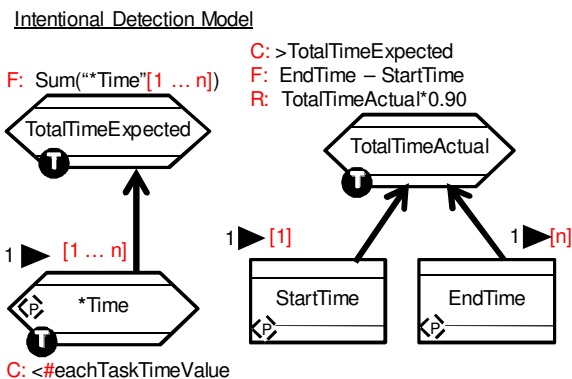 Intentional Detection Model
C: >TotalTimeExpected
F: Sum(“*Time”[1 … n])
F: EndTime – StartTime
R: TotalTimeActual*0.90
TotalTimeExpected
T
TotalTimeActual
T
1 [1 … n]
1 [1]
1 [n]
P *Time
T
StartTime
P
EndTime
P
C: <#eachTaskTimeValue